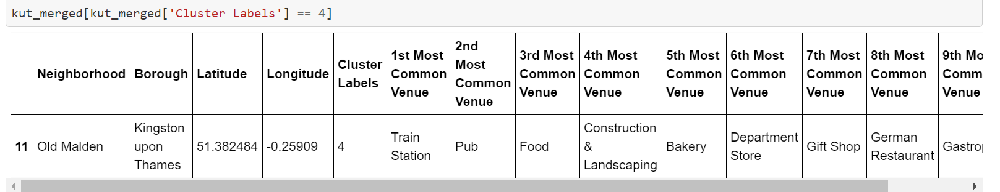 kut_merged[kut_merged['Cluster Labels'] == 4]
Neighborhood Borough Latitude Longitude Cluster Labels 1st Most Common Venue 2nd Most Common Venue 3rd Most Common Venue 4th Most Common Venue 5th Most Common Venue 6th Most Common Venue 7th Most Common Venue 8th Most Common Venue 9th Mo Comm Venue
11 Old Malden Kingston upon Thames 51.382484 -0.25909 4 Train Station Pub Food Construction & Landscaping Bakery Department Store Gift Shop German Restaurant Gastro